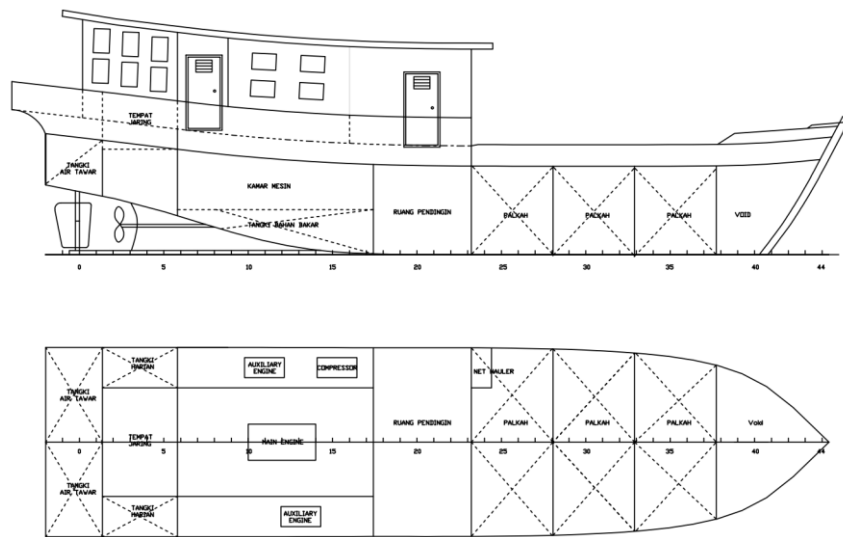 TEMPAT
JARING
TANGKI
AIR TAWAR
KAMAR MESIN
TANGKI BAHAN BAKAR
RUANG PENDINGIN
PALKAH
PALKAH
PALKAH
VOID
0 5 10 15 20 25 30 35 40 44
TANGKI
HARIAN
AUXILIARY
ENGINE
COMPRESSOR
NET HAULER
TANGKI
AIR TAWAR
RUANG PENDINGIN
PALKAH
PALKAH
PALKAH
Void
TEMPAT
JARING
MAIN ENGINE
0 5 10 15 20 25 30 35 40 44
TANGKI
AIR TAWAR
TANGKI
HARIAN
AUXILIARY
ENGINE